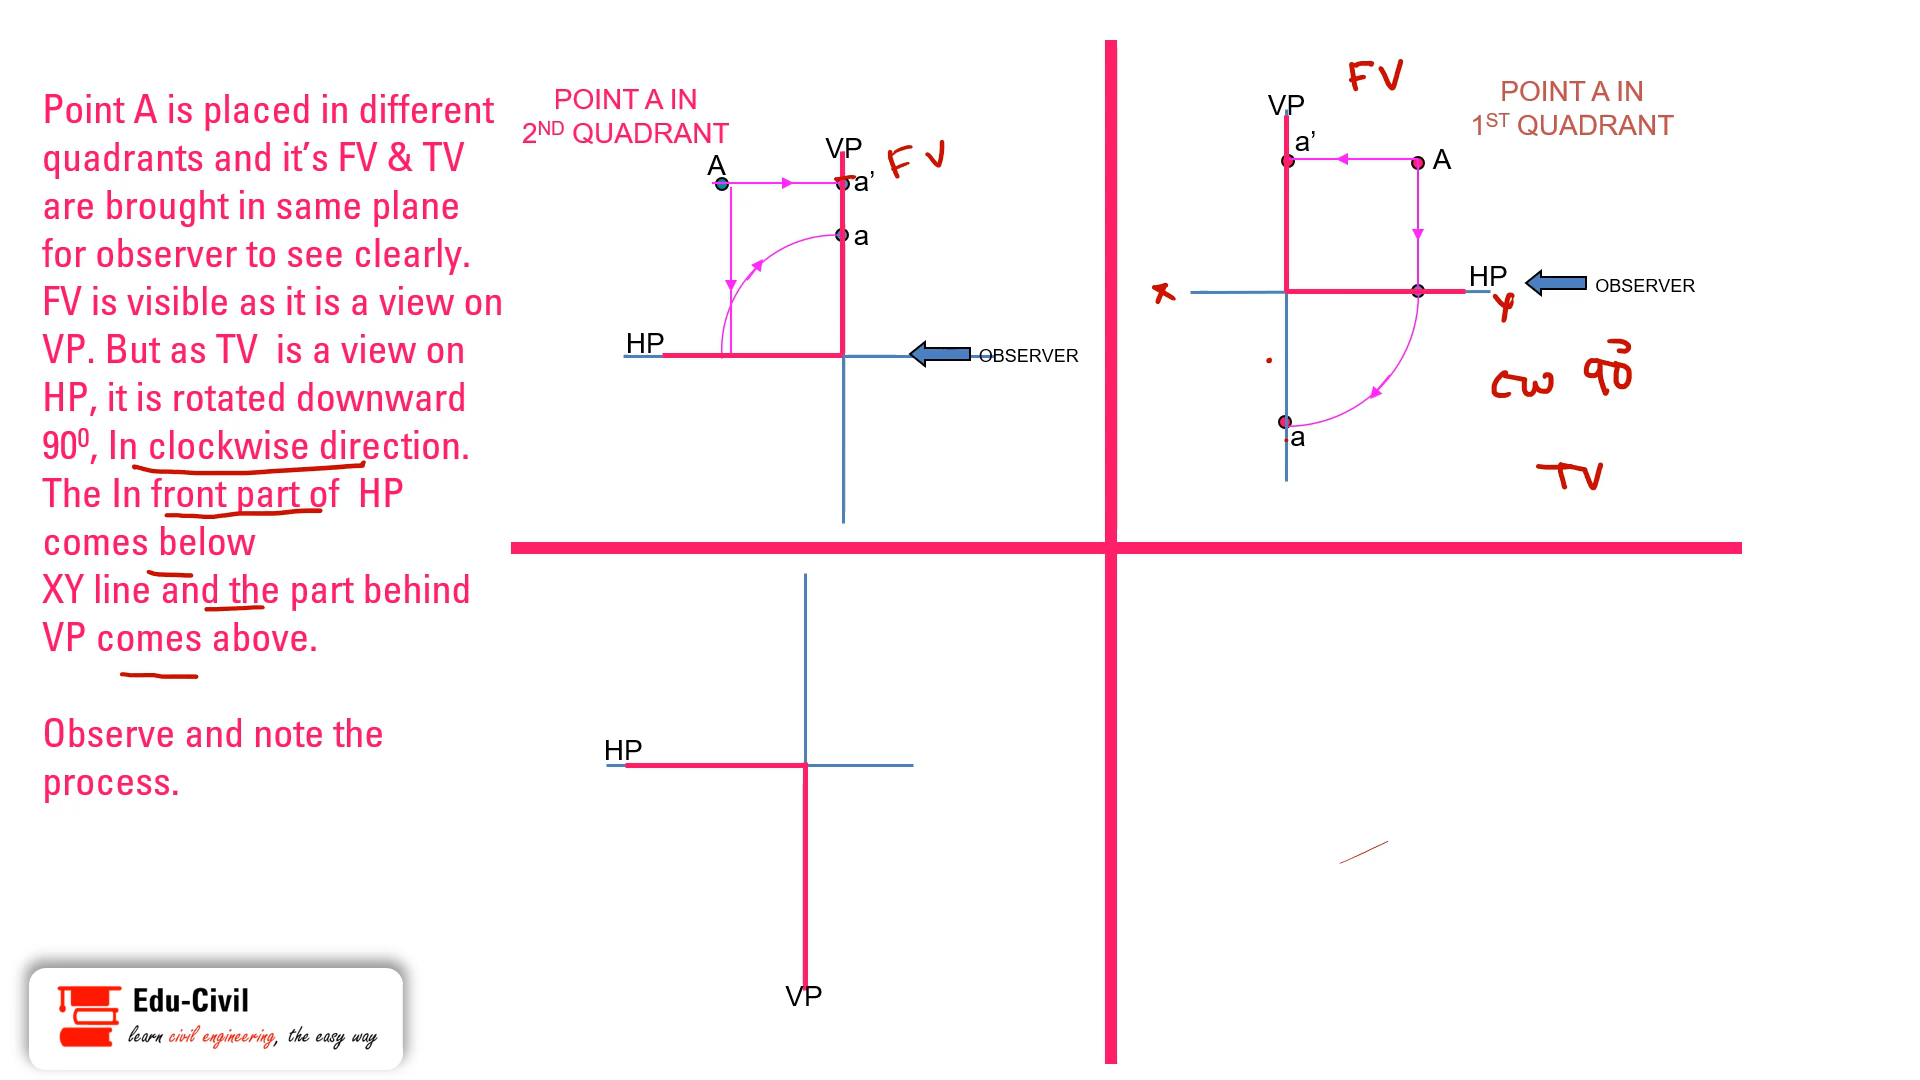 Point A is placed in different
quadrants and it’s FV & TV
are brought in same plane
for observer to see clearly.
FV is visible as it is a view on
VP. But as TV is a view on
HP, it is rotated downward
90⁰, In clockwise direction.
The In front part of HP
comes below
XY line and the part behind
VP comes above.
Observe and note the
process.
POINT A IN
2ND QUADRANT
A
VP
FV
a’
a
HP
OBSERVER
FV
POINT A IN
1ST QUADRANT
VP
a’
A
HP
OBSERVER
x
y
CW 90
a
TV
HP
VP
Edu-Civil
learn civil engineering, the easy way